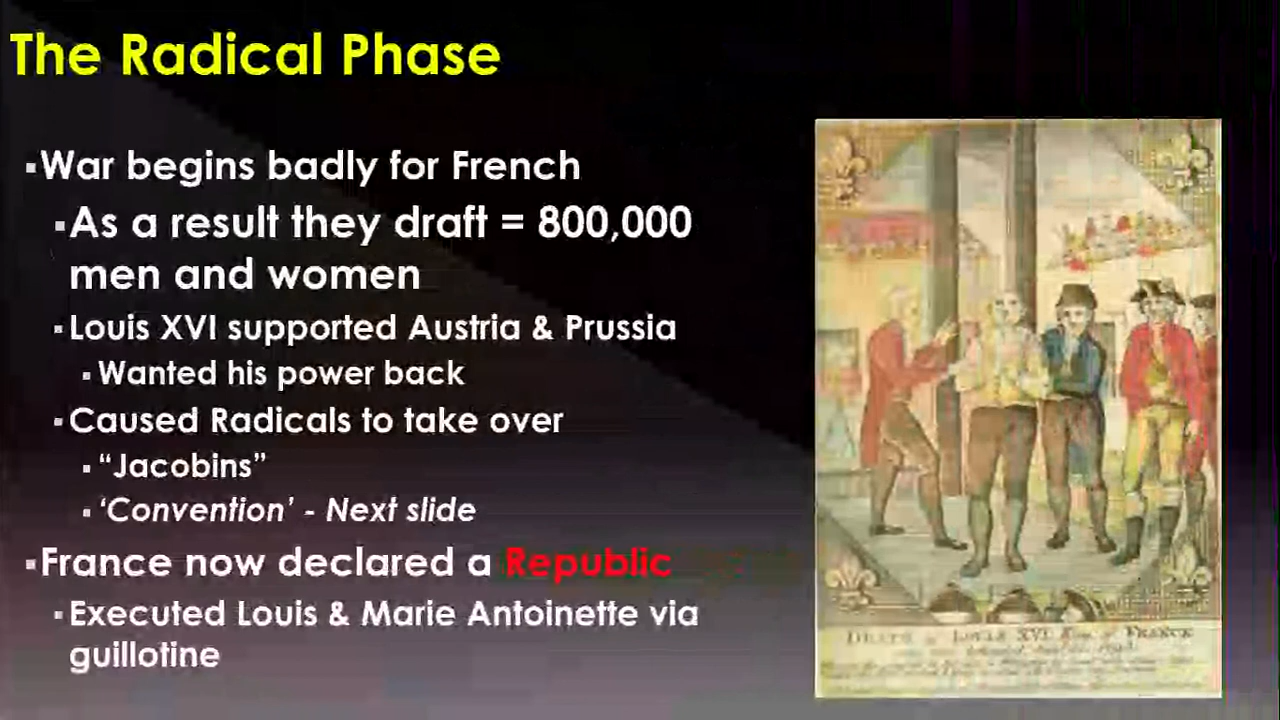 The Radical Phase
▪War begins badly for French
▪As a result they draft = 800,000
men and women
▪Louis XVI supported Austria & Prussia
▪Wanted his power back
▪Caused Radicals to take over
▪“Jacobins”
▪‘Convention’ - Next slide
▪France now declared a Republic
▪Executed Louis & Marie Antoinette via
guillotine
DEATH of LOUIS XVI King of FRANCE